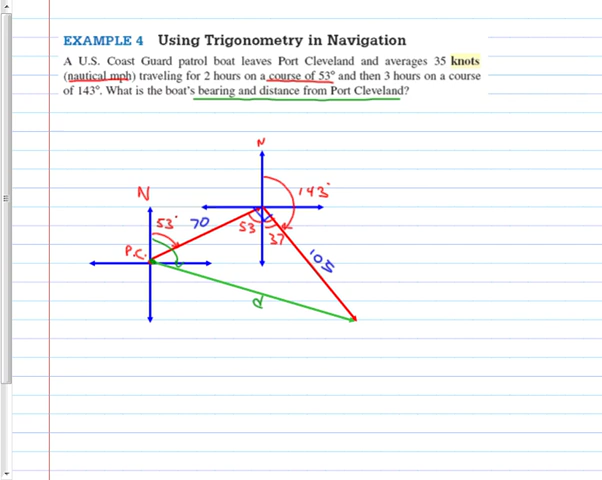 EXAMPLE 4 Using Trigonometry in Navigation
A U.S. Coast Guard patrol boat leaves Port Cleveland and averages 35 knots
(nautical mph) traveling for 2 hours on a course of 53° and then 3 hours on a course
of 143°. What is the boat's bearing and distance from Port Cleveland?
N
143°
N
53° 70
53
37
P.C.
105
d